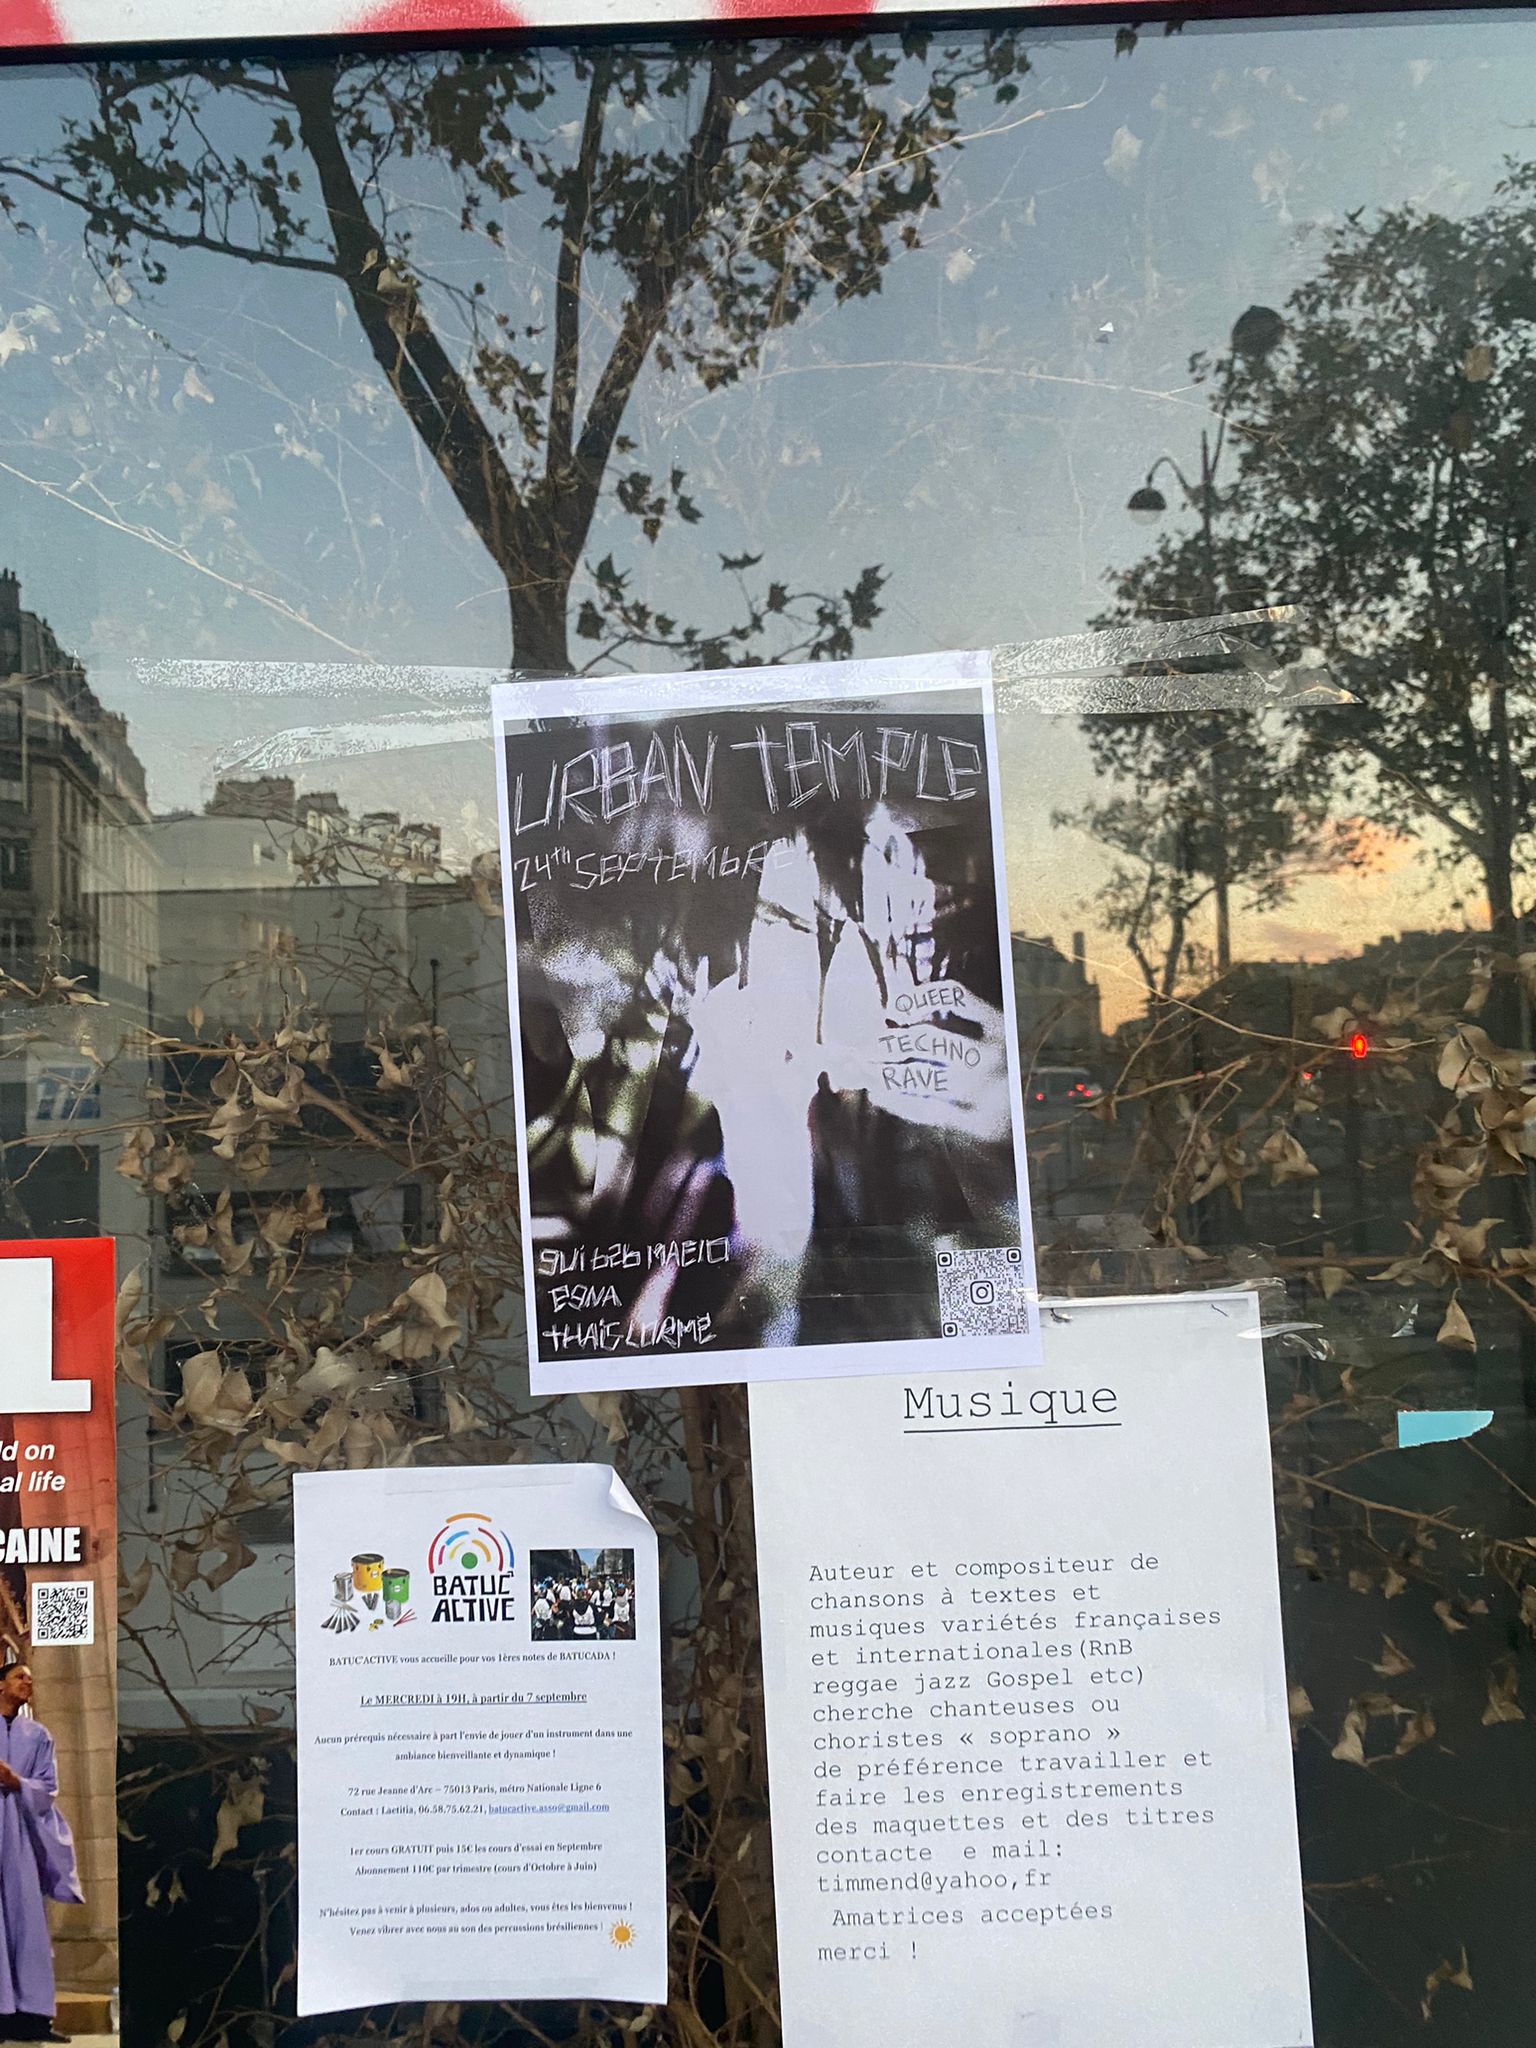 URBAN TEMPLE
24th SEPTEMBRE
QUEER
TECHNO
RAVE
EGNA
THAIS LORME
d on
al life
CAINE
BATUC'
ACTIVE
BATUC'ACTIVE vous accueille pour vos 1ères notes de BATUCADA !
Le MERCREDI à 19H, à partir du 7 septembre
Aucun prérequis nécessaire à part l'envie de jouer d'un instrument dans une
ambiance bienveillante et dynamique !
72 rue Jeanne d'Arc – 75013 Paris, métro Nationale Ligne 6
Contact : Laetitia, 06.58.75.62.21, batucactive.asso@gmail.com
1er cours GRATUIT puis 15€ les cours d'essai en Septembre
Abonnement 110€ par trimestre (cours d'Octobre à Juin)
N'hésitez pas à venir à plusieurs, ados ou adultes, vous êtes les bienvenus !
Venez vibrer avec nous au son des percussions brésiliennes !
Musique
Auteur et compositeur de
chansons à textes et
musiques variétés françaises
et internationales(RnB
reggae jazz Gospel etc)
cherche chanteuses ou
choristes « soprano »
de préférence travailler et
faire les enregistrements
des maquettes et des titres
contacte e mail:
timmend@yahoo,fr
Amatrices acceptées
merci !